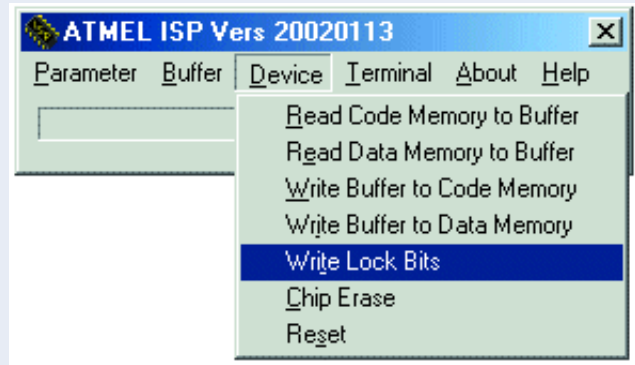 ATMEL ISP Vers 20020113
Parameter Buffer Device Terminal About Help
Read Code Memory to Buffer
Read Data Memory to Buffer
Write Buffer to Code Memory
Write Buffer to Data Memory
Write Lock Bits
Chip Erase
Reset